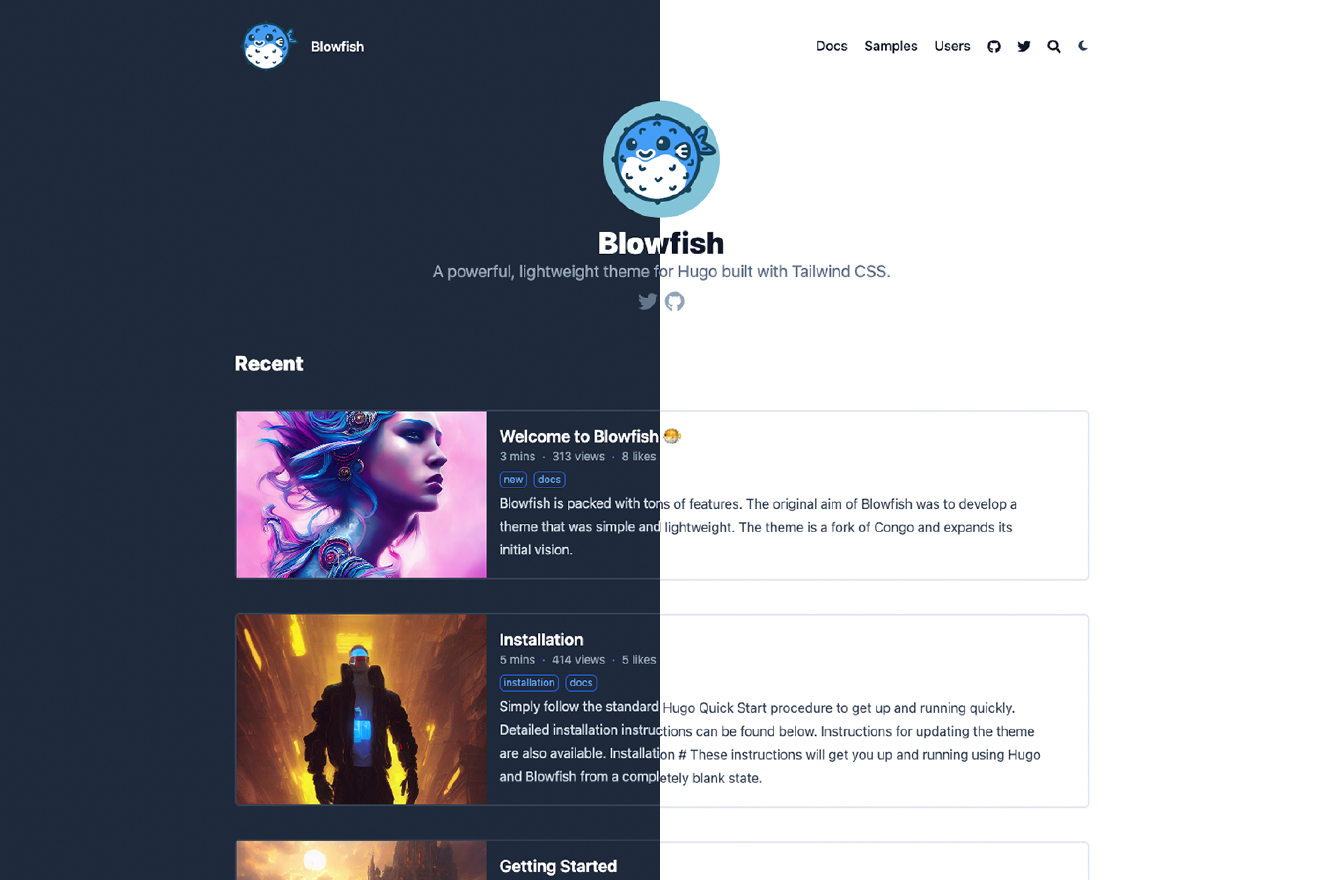 Blowfish
Docs Samples Users
Blowfish
A powerful, lightweight theme for Hugo built with Tailwind CSS.
Recent
Welcome to Blowfish 🐡
3 mins · 313 views · 8 likes
new docs
Blowfish is packed with tons of features. The original aim of Blowfish was to develop a
theme that was simple and lightweight. The theme is a fork of Congo and expands its
initial vision.
Installation
5 mins · 414 views · 5 likes
installation docs
Simply follow the standard Hugo Quick Start procedure to get up and running quickly.
Detailed installation instructions can be found below. Instructions for updating the theme
are also available. Installation # These instructions will get you up and running using Hugo
and Blowfish from a completely blank state.
Getting Started